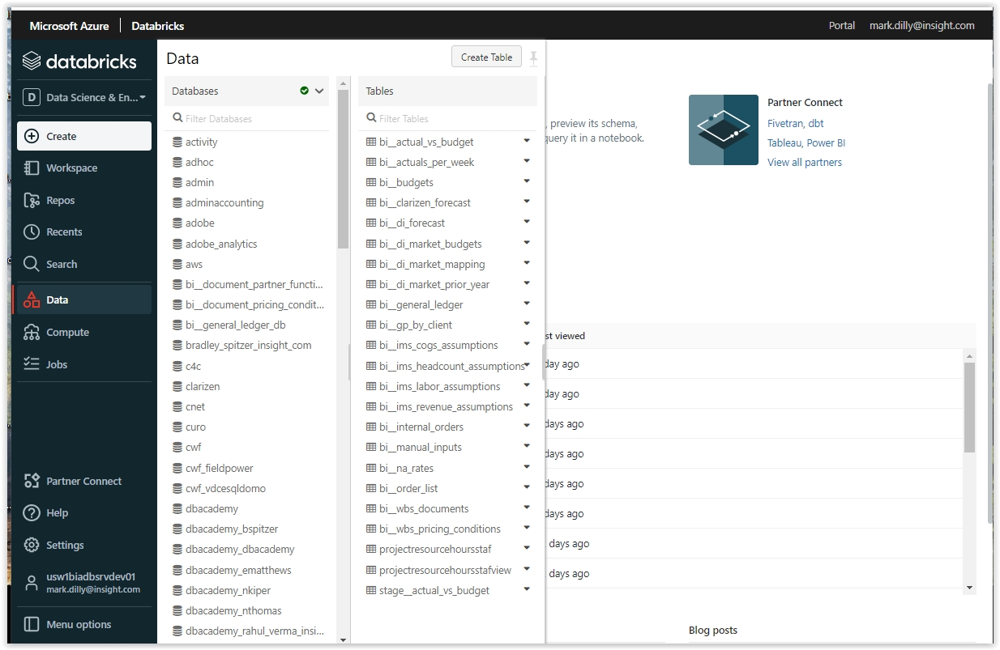 Microsoft Azure | Databricks
Portal
mark.dilly@insight.com
databricks
D
Data Science & En...
Create
Workspace
Repos
Recents
Search
Data
Compute
Jobs
Partner Connect
Help
Settings
usw1biadbsrvdev01
mark.dilly@insight.com
Menu options
Data
Create Table
Databases
Filter Databases
activity
adhoc
admin
adminaccounting
adobe
adobe_analytics
aws
bi__document_partner_functi...
bi__document_pricing_condit...
bi__general_ledger_db
bradley_spitzer_insight_com
c4c
clarizen
cnet
curo
cwf
cwf_fieldpower
cwf_vdcesqldomo
dbacademy
dbacademy_bspitzer
dbacademy_dbacademy
dbacademy_ematthews
dbacademy_nkiper
dbacademy_nthomas
dbacademy_rahul_verma_insi...
Tables
Filter Tables
bi__actual_vs_budget
bi__actuals_per_week
bi__budgets
bi__clarizen_forecast
bi__di_forecast
bi__di_market_budgets
bi__di_market_mapping
bi__di_market_prior_year
bi__general_ledger
bi__gp_by_client
bi__ims_cogs_assumptions
bi__ims_headcount_assumptions
bi__ims_labor_assumptions
bi__ims_revenue_assumptions
bi__internal_orders
bi__manual_inputs
bi__na_rates
bi__order_list
bi__wbs_documents
bi__wbs_pricing_conditions
projectresourcehoursstaf
projectresourcehoursstafview
stage__actual_vs_budget
, preview its schema,
query it in a notebook.
Partner Connect
Fivetran, dbt
Tableau, Power BI
View all partners
st viewed
day ago
day ago
days ago
days ago
days ago
days ago
days ago
days ago
Blog posts